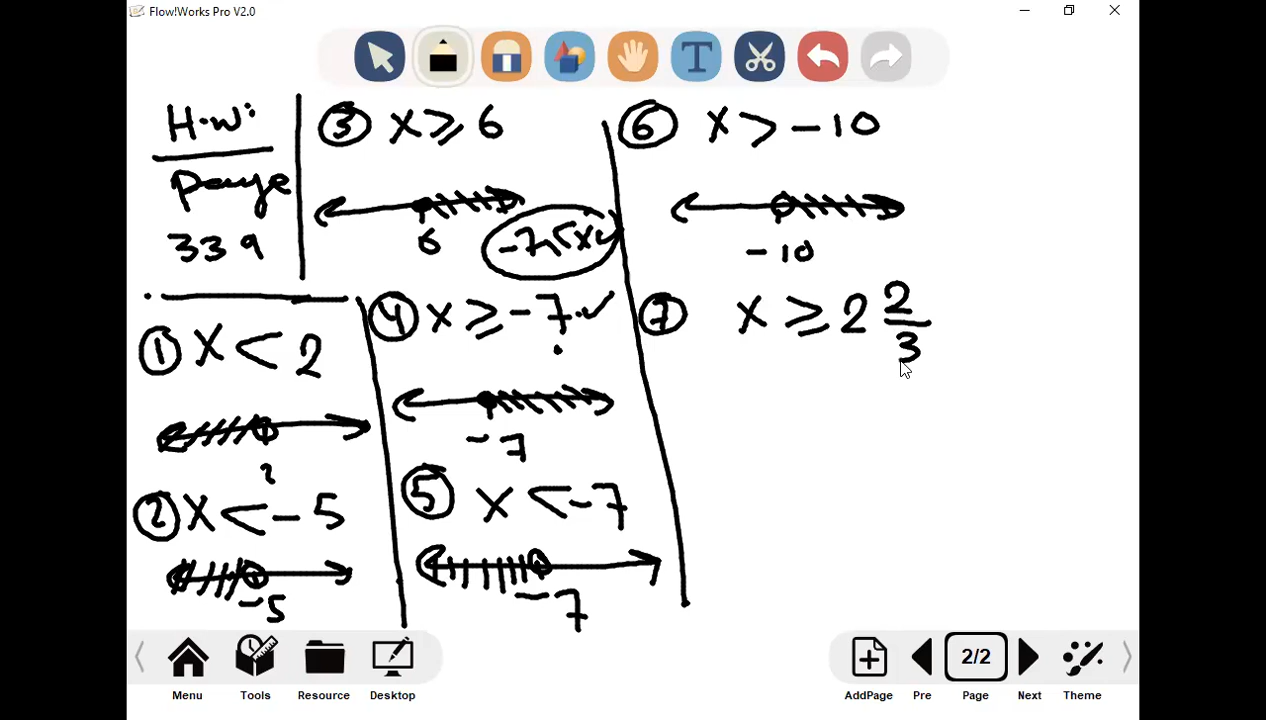 Flow!Works Pro V2.0
H.W:
Page
339
① x < 2
2
② x < -5
-5
③ x ≥ 6
6
-7 ≤ x ✓
④ x ≥ -7 ✓
-7
⑤ x < -7
-7
⑥ x > -10
-10
⑦ x ≥ 2 2/3
Menu
Tools
Resource
Desktop
AddPage
Pre
2/2
Page
Next
Theme
T